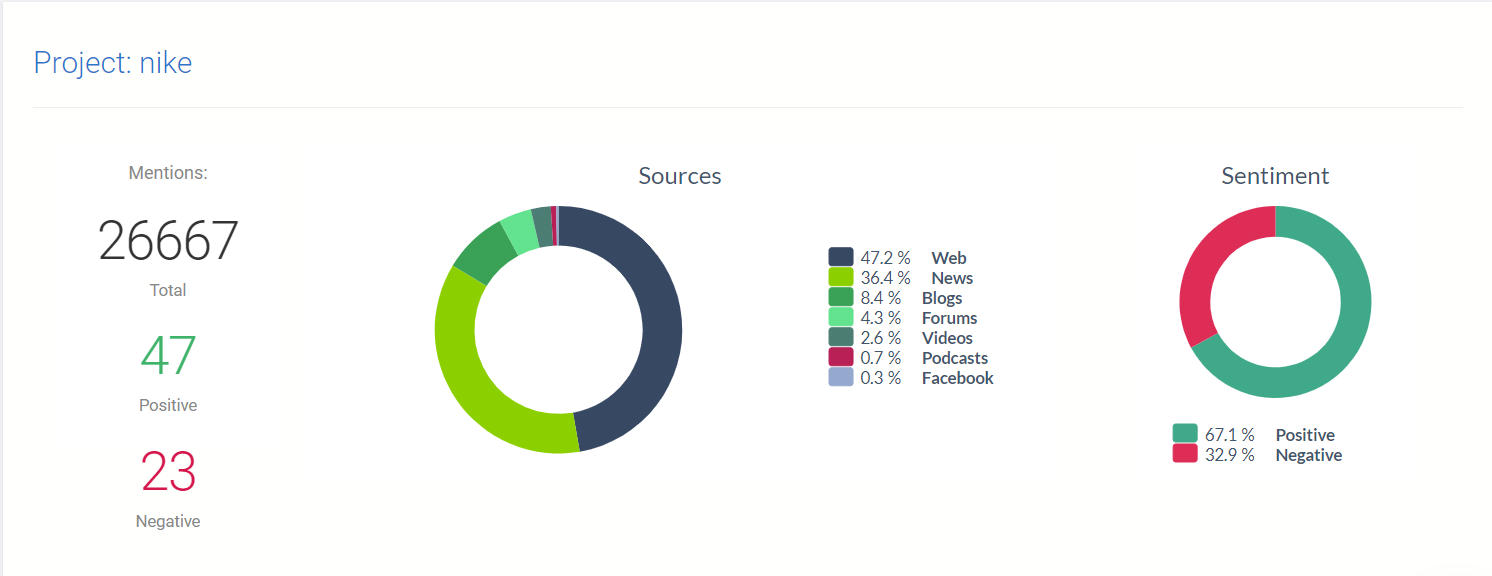 Project: nike
Mentions:
26667
Total
47
Positive
23
Negative
Sources
47.2 % Web
36.4 % News
8.4 % Blogs
4.3 % Forums
2.6 % Videos
0.7 % Podcasts
0.3 % Facebook
Sentiment
67.1 % Positive
32.9 % Negative